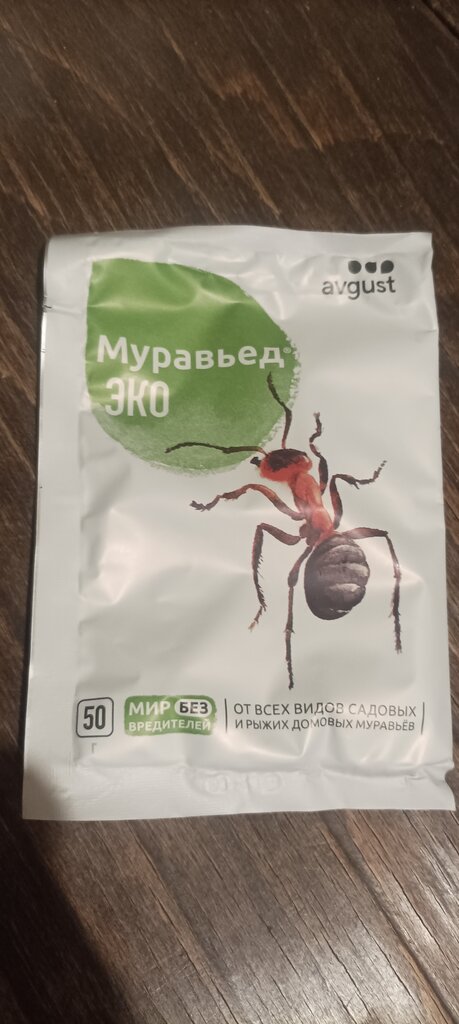 avgust
Муравьед®
ЭКО
50
г
МИР БЕЗ
ВРЕДИТЕЛЕЙ
ОТ ВСЕХ ВИДОВ САДОВЫХ
И РЫЖИХ ДОМОВЫХ МУРАВЬЁВ